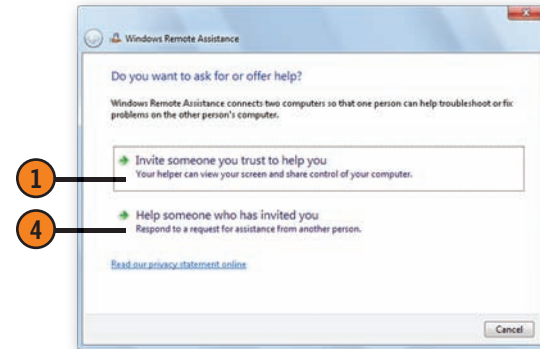 Windows Remote Assistance
Do you want to ask for or offer help?
Windows Remote Assistance connects two computers so that one person can help troubleshoot or fix
problems on the other person's computer.
1
Invite someone you trust to help you
Your helper can view your screen and share control of your computer.
4
Help someone who has invited you
Respond to a request for assistance from another person.
Read our privacy statement online
Cancel